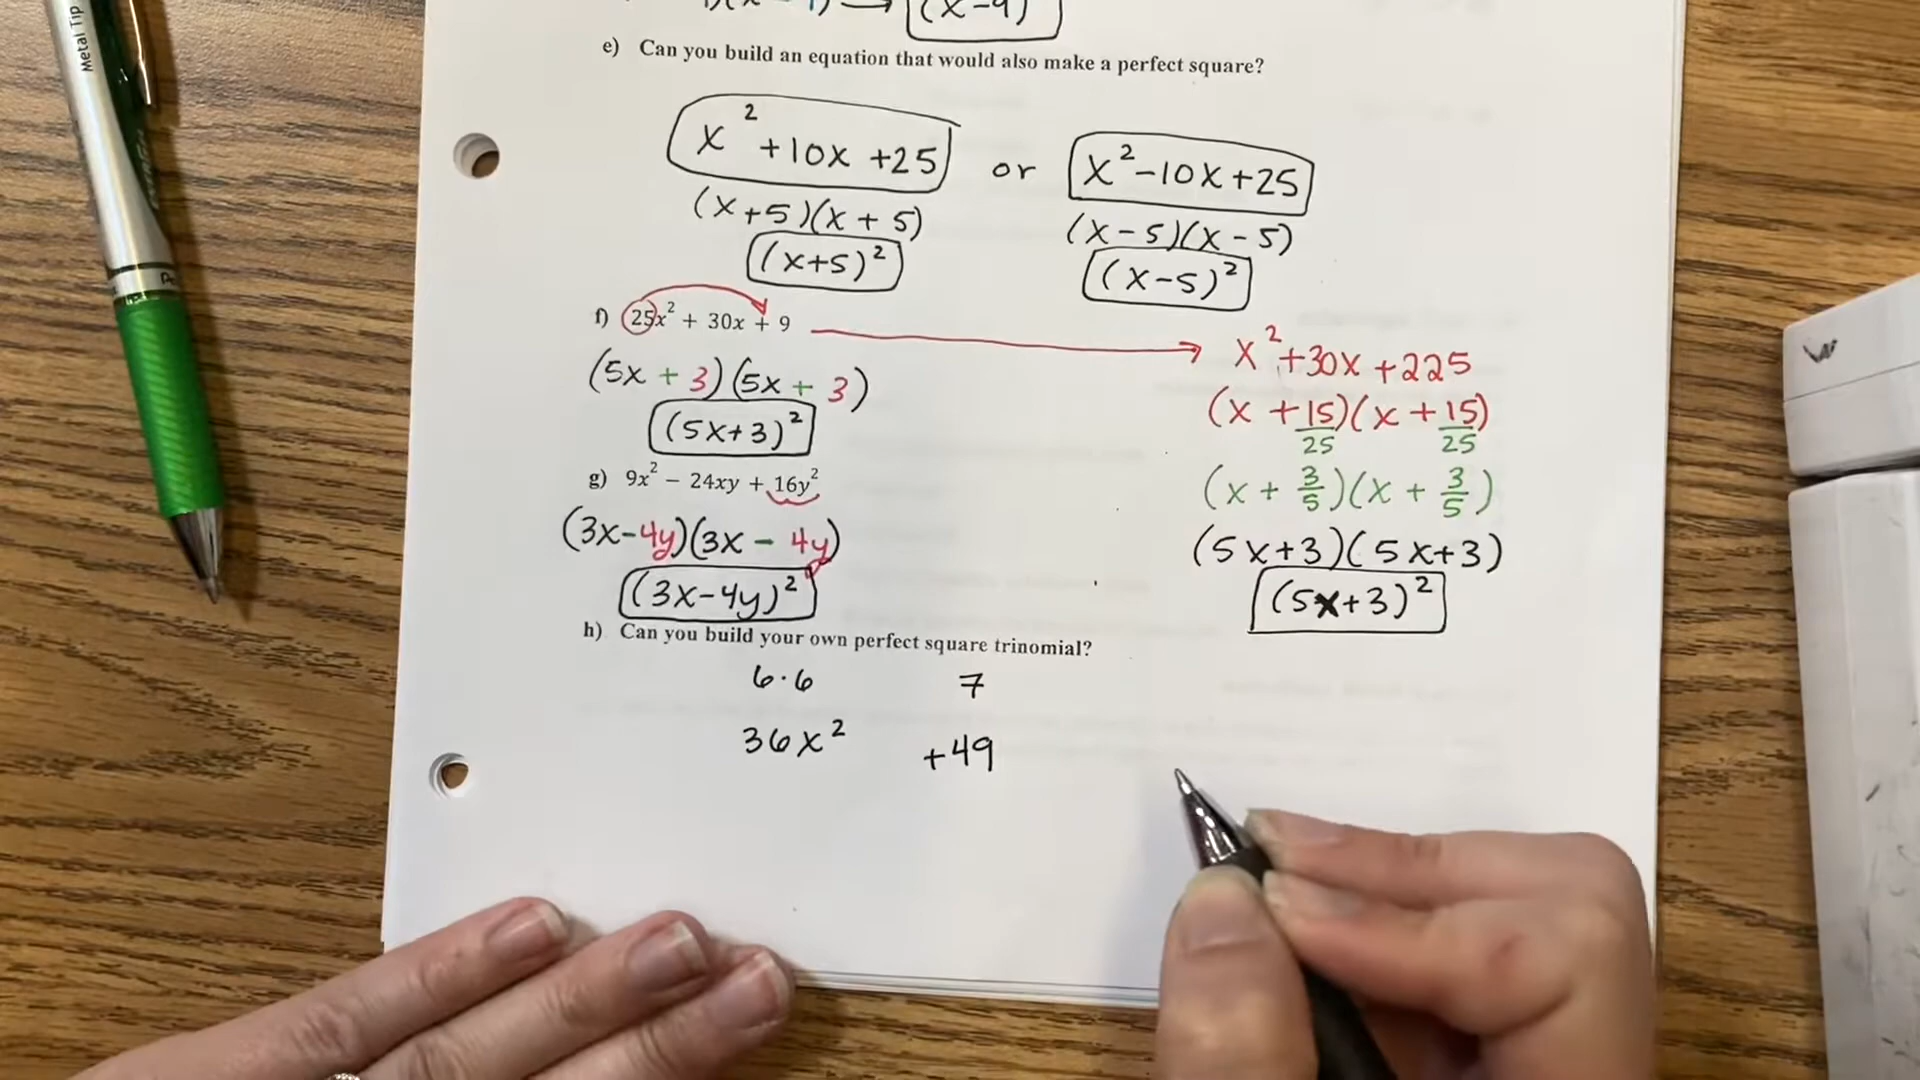 (x-9)
e) Can you build an equation that would also make a perfect square?
x² +10x +25 or x²-10x+25
(x+5)(x+5) (x-5)(x-5)
(x+5)² (x-5)²
f) 25x² + 30x + 9 x²+30x+225
(5x + 3)(5x + 3) (x + 15/25)(x + 15/25)
(5x+3)² (x + 3/5)(x + 3/5)
g) 9x² − 24xy + 16y²
(3x-4y)(3x - 4y) (5x+3)(5x+3)
(3x-4y)² (5x+3)²
h) Can you build your own perfect square trinomial?
6·6 7
36x² +49
Metal Tip